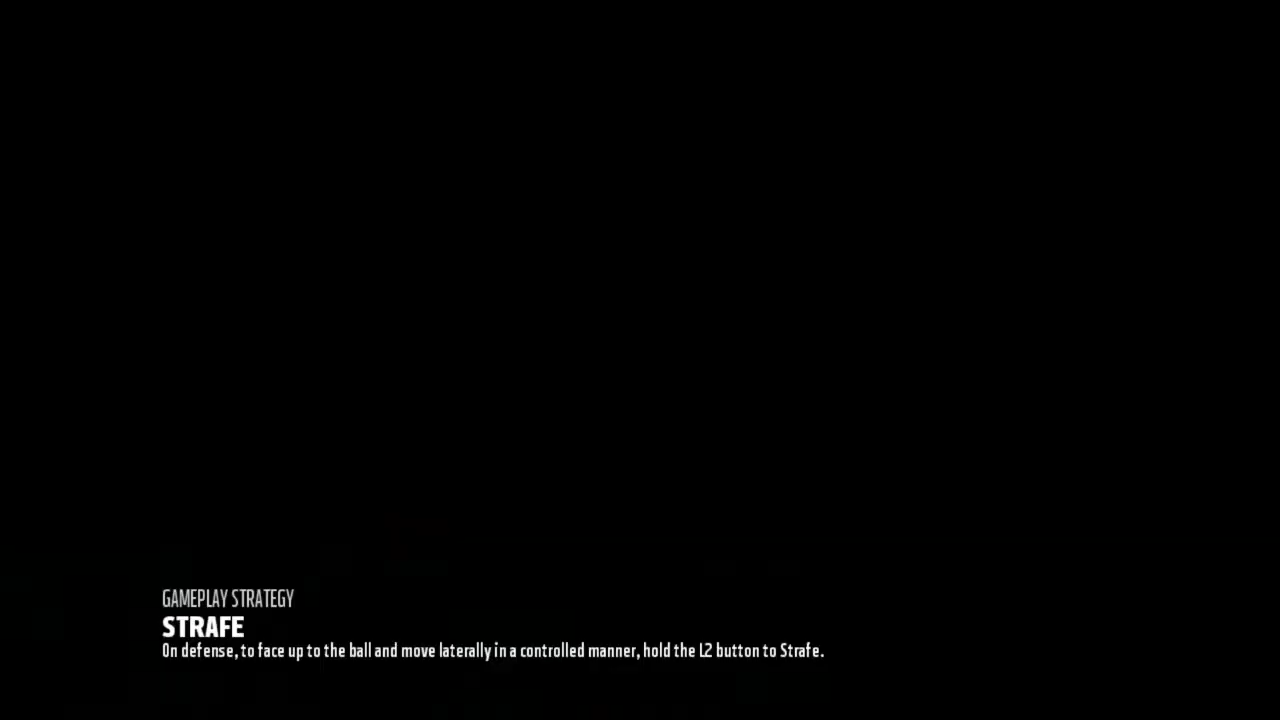 GAMEPLAY STRATEGY
STRAFE
On defense, to face up to the ball and move laterally in a controlled manner, hold the L2 button to Strafe.